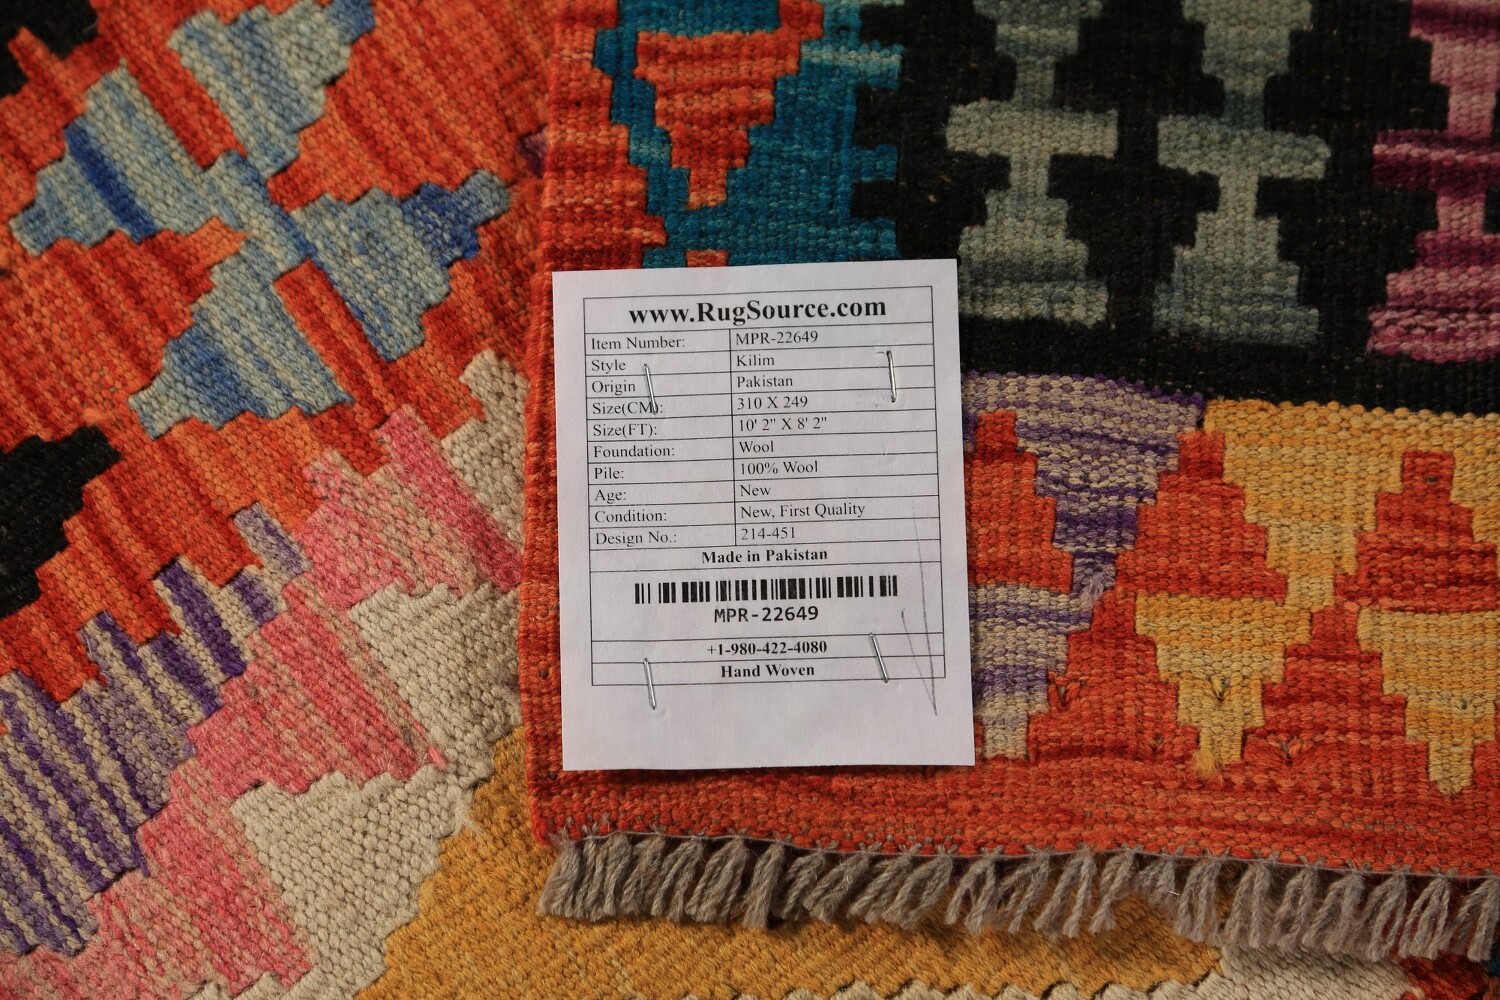 www.RugSource.com
Item Number: MPR-22649
Style Kilim
Origin Pakistan
Size(CM): 310 X 249
Size(FT): 10' 2" X 8' 2"
Foundation: Wool
Pile: 100% Wool
Age: New
Condition: New, First Quality
Design No.: 214-451
Made in Pakistan
MPR-22649
+1-980-422-4080
Hand Woven